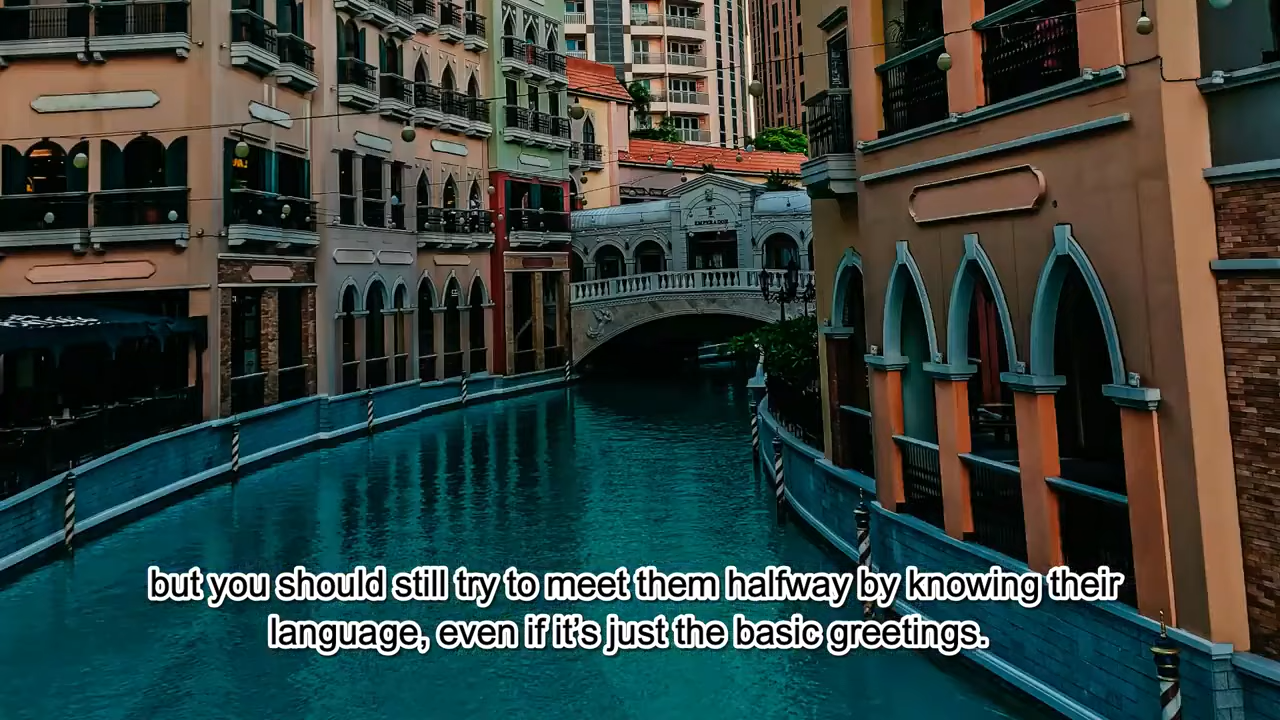 EMPERADOR
but you should still try to meet them halfway by knowing their
language, even if it's just the basic greetings.